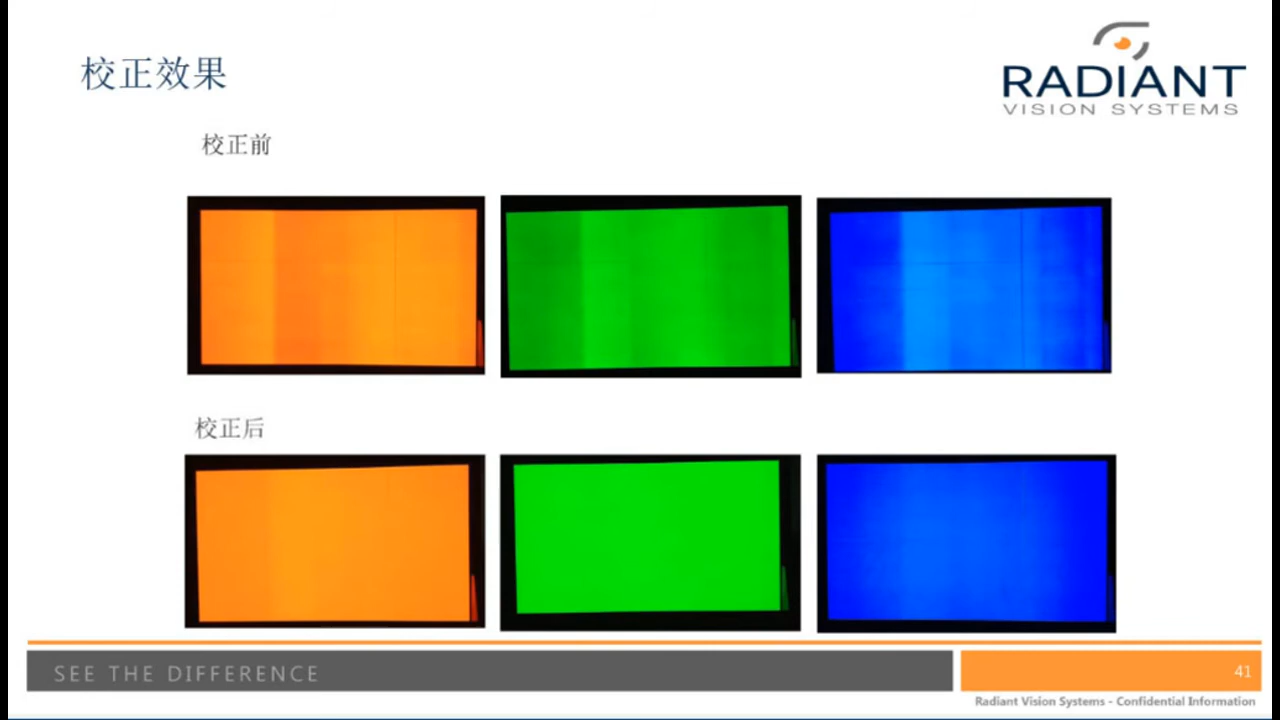 校正效果
RADIANT
VISION SYSTEMS
校正前
校正后
SEE THE DIFFERENCE
41
Radiant Vision Systems - Confidential Information